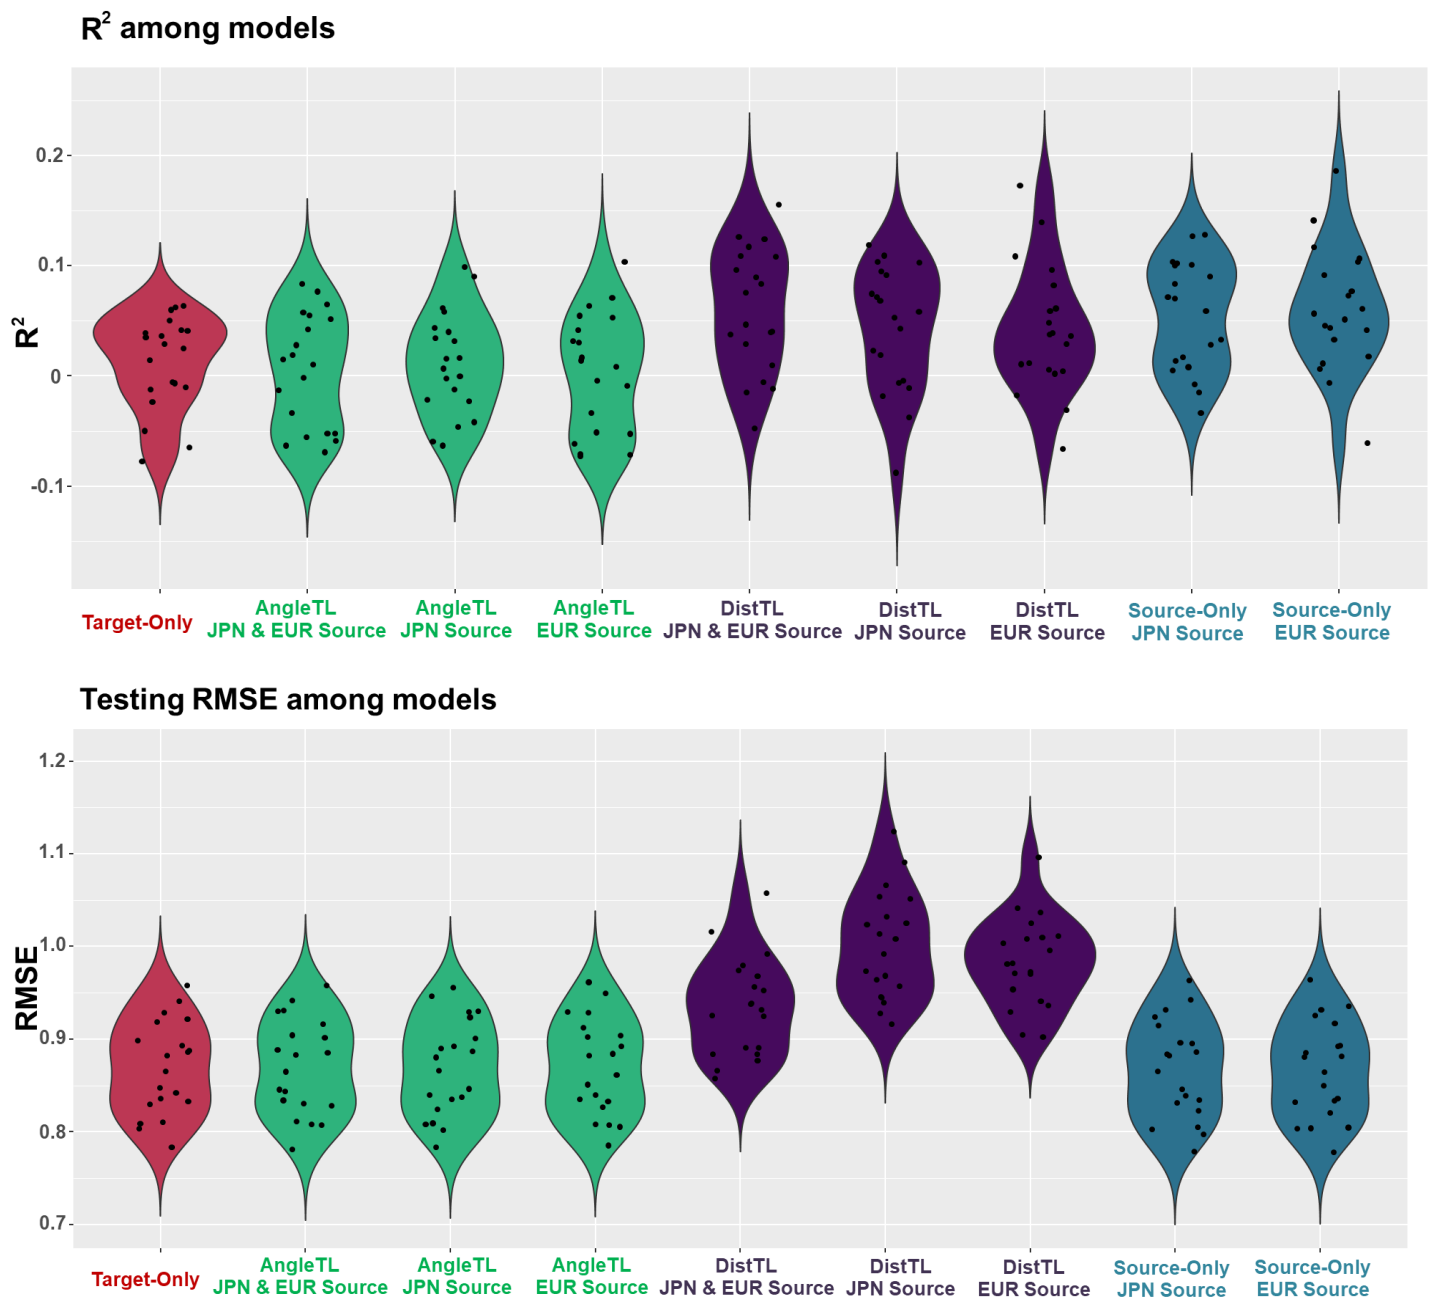 R² among models
R²
0.2
0.1
0
-0.1
Target-Only
AngleTL
JPN & EUR Source
AngleTL
JPN Source
AngleTL
EUR Source
DistTL
JPN & EUR Source
DistTL
JPN Source
DistTL
EUR Source
Source-Only
JPN Source
Source-Only
EUR Source
Testing RMSE among models
RMSE
1.2
1.1
1.0
0.9
0.8
0.7
Target-Only
AngleTL
JPN & EUR Source
AngleTL
JPN Source
AngleTL
EUR Source
DistTL
JPN & EUR Source
DistTL
JPN Source
DistTL
EUR Source
Source-Only
JPN Source
Source-Only
EUR Source